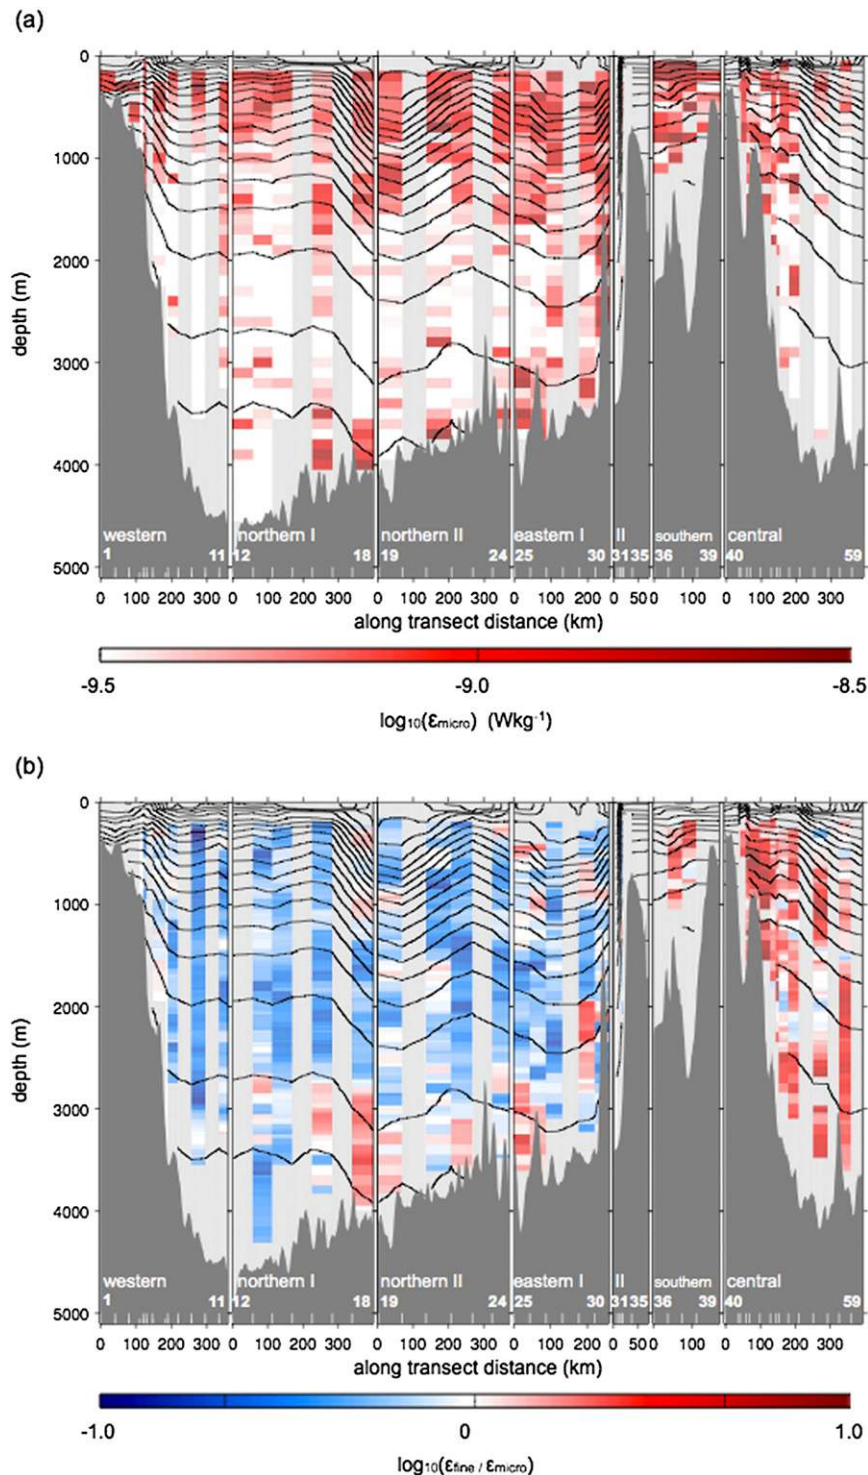 (a)
0
1000
2000
3000
4000
5000
depth (m)
western
northern I
northern II
eastern I
II
southern
central
1
11
12
18
19
24
25
30
31
35
36
39
40
59
0 100 200 300 0 100 200 300 0 100 200 300 0 100 200 0 50 0 100 0 100 200 300
along transect distance (km)
-9.5
-9.0
-8.5
log₁₀(εmicro) (Wkg⁻¹)
(b)
0
1000
2000
3000
4000
5000
depth (m)
western
northern I
northern II
eastern I
II
southern
central
1
11
12
18
19
24
25
30
31
35
36
39
40
59
0 100 200 300 0 100 200 300 0 100 200 300 0 100 200 0 50 0 100 0 100 200 300
along transect distance (km)
-1.0
0
1.0
log₁₀(εfine / εmicro)